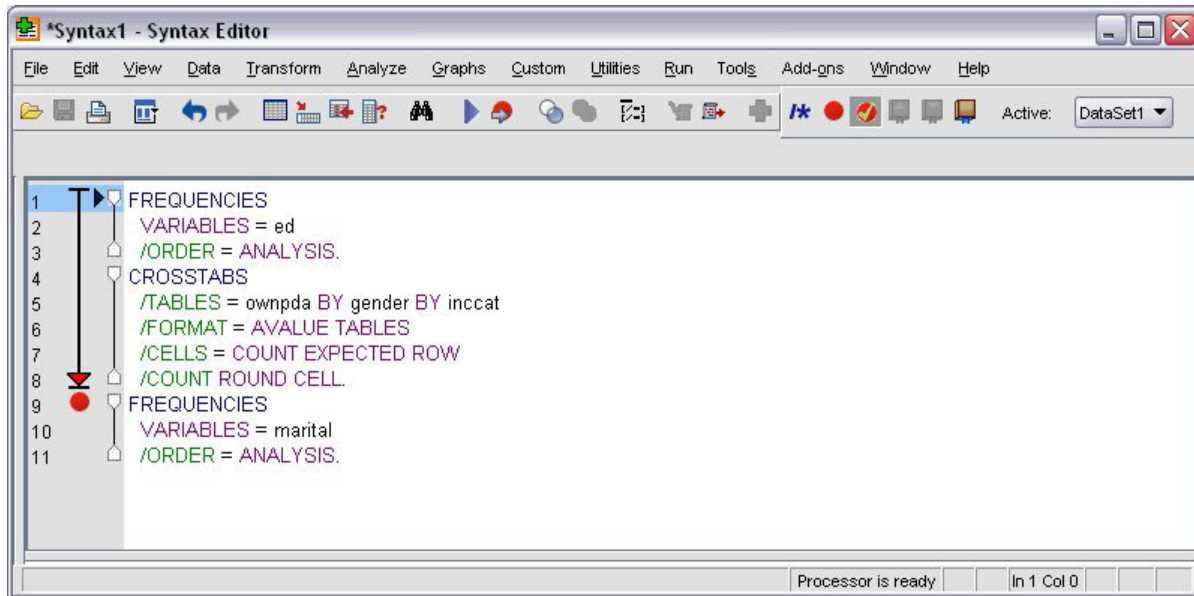 *Syntax1 - Syntax Editor
File Edit View Data Transform Analyze Graphs Custom Utilities Run Tools Add-ons Window Help
Active: DataSet1
1 FREQUENCIES
2 VARIABLES = ed
3 /ORDER = ANALYSIS.
4 CROSSTABS
5 /TABLES = ownpda BY gender BY inccat
6 /FORMAT = AVALUE TABLES
7 /CELLS = COUNT EXPECTED ROW
8 /COUNT ROUND CELL.
9 FREQUENCIES
10 VARIABLES = marital
11 /ORDER = ANALYSIS.
Processor is ready In 1 Col 0